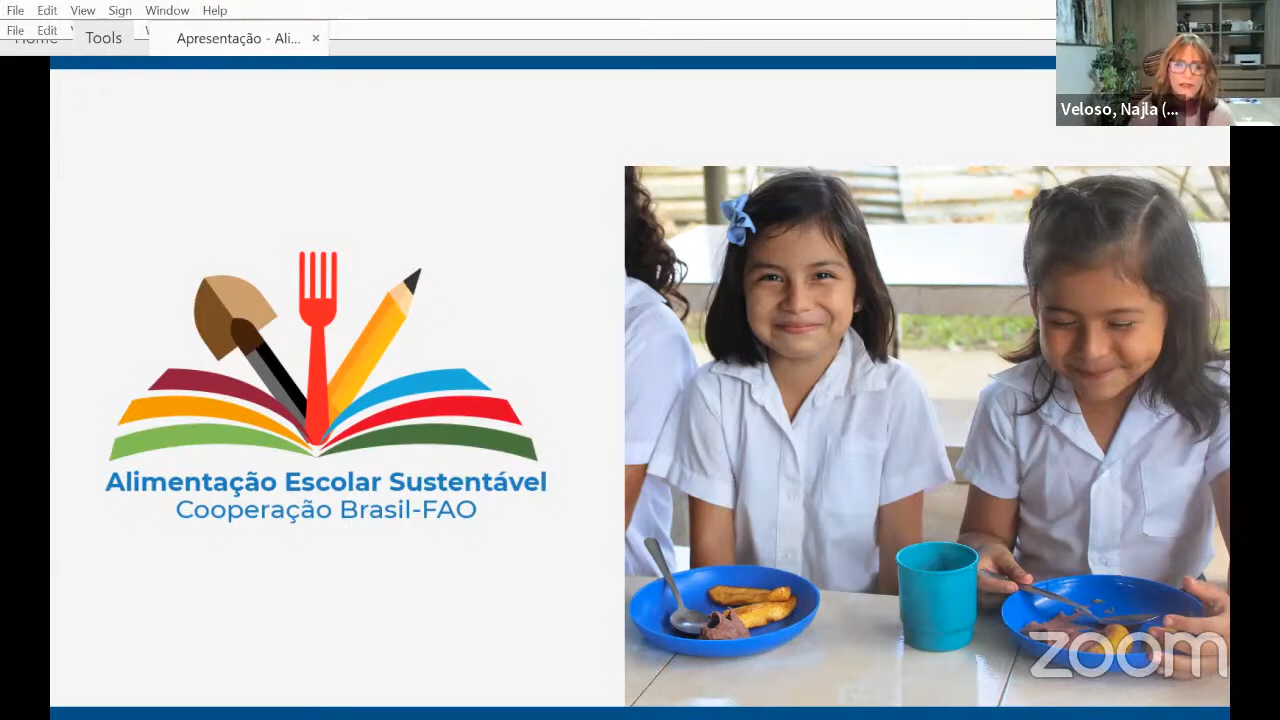 File Edit View Sign Window Help
File Edit
Home Tools Apresentação - Ali... ×
Veloso, Najla (...
Alimentação Escolar Sustentável
Cooperação Brasil-FAO
zoom